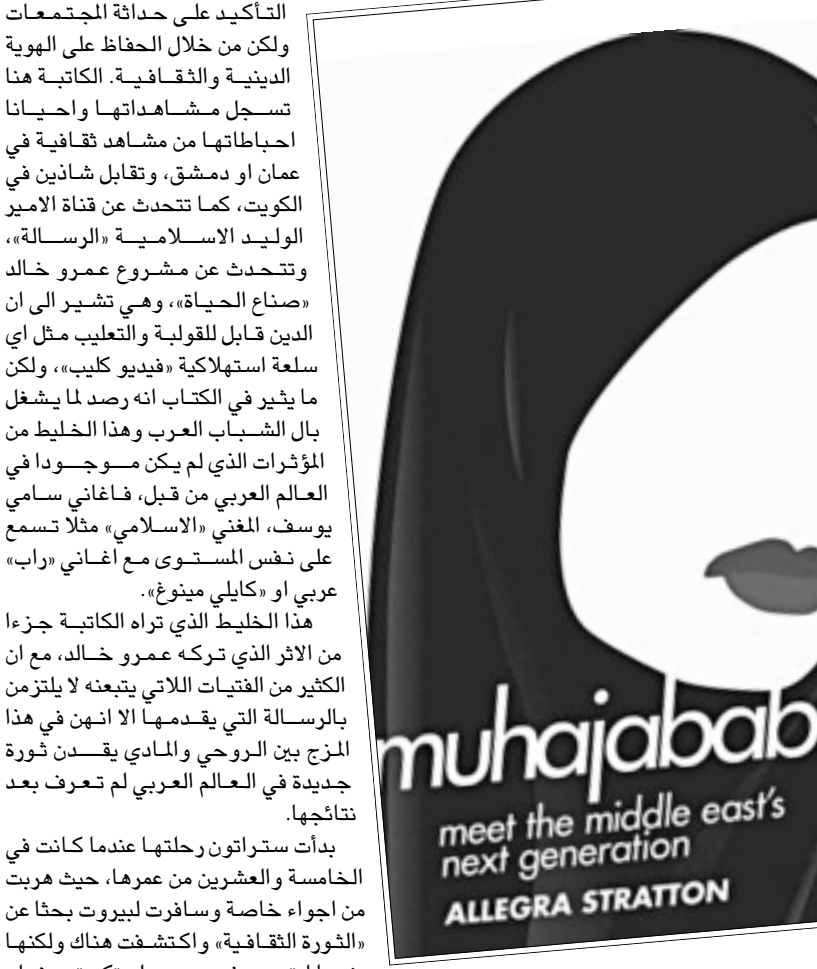 التأكيد على حداثة المجتمعات
ولكن من خلال الحفاظ على الهوية
الدينية والثقافية. الكاتبة هنا
تسجل مشاهداتها واحيانا
احباطاتها من مشاهد ثقافية في
عمان او دمشق، وتقابل شاذين في
الكويت، كما تتحدث عن قناة الامير
الوليد الاسلامية «الرسالة»،
وتتحدث عن مشروع عمرو خالد
«صناع الحياة»، وهي تشير الى ان
الدين قابل للقولبة والتعليب مثل اي
سلعة استهلاكية «فيديو كليب»، ولكن
ما يثير في الكتاب انه رصد لما يشغل
بال الشباب العرب وهذا الخليط من
المؤثرات الذي لم يكن موجودا في
العالم العربي من قبل، فاغاني سامي
يوسف، المغني «الاسلامي» مثلا تسمع
على نفس المستوى مع اغاني «راب»
عربي او «كايلي مينوغ».
هذا الخليط الذي تراه الكاتبة جزءا
من الاثر الذي تركه عمرو خالد، مع ان
الكثير من الفتيات اللاتي يتبعنه لا يلتزمن
بالرسالة التي يقدمها الا انهن في هذا
المزج بين الروحي والمادي يقدن ثورة
جديدة في العالم العربي لم تعرف بعد
نتائجها.
بدأت ستراتون رحلتها عندما كانت في
الخامسة والعشرين من عمرها، حيث هربت
من اجواء خاصة وسافرت لبيروت بحثا عن
«الثورة الثقافية» واكتشفت هناك ولكنها
muhajabab
meet the middle east's
next generation
ALLEGRA STRATTON